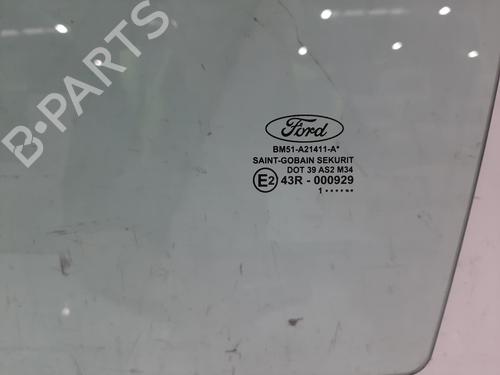 B-PARTS
Ford
BM51-A21411-A*
SAINT-GOBAIN SEKURIT
DOT 39 AS2 M34
E2 43R - 000929
1 ••••••